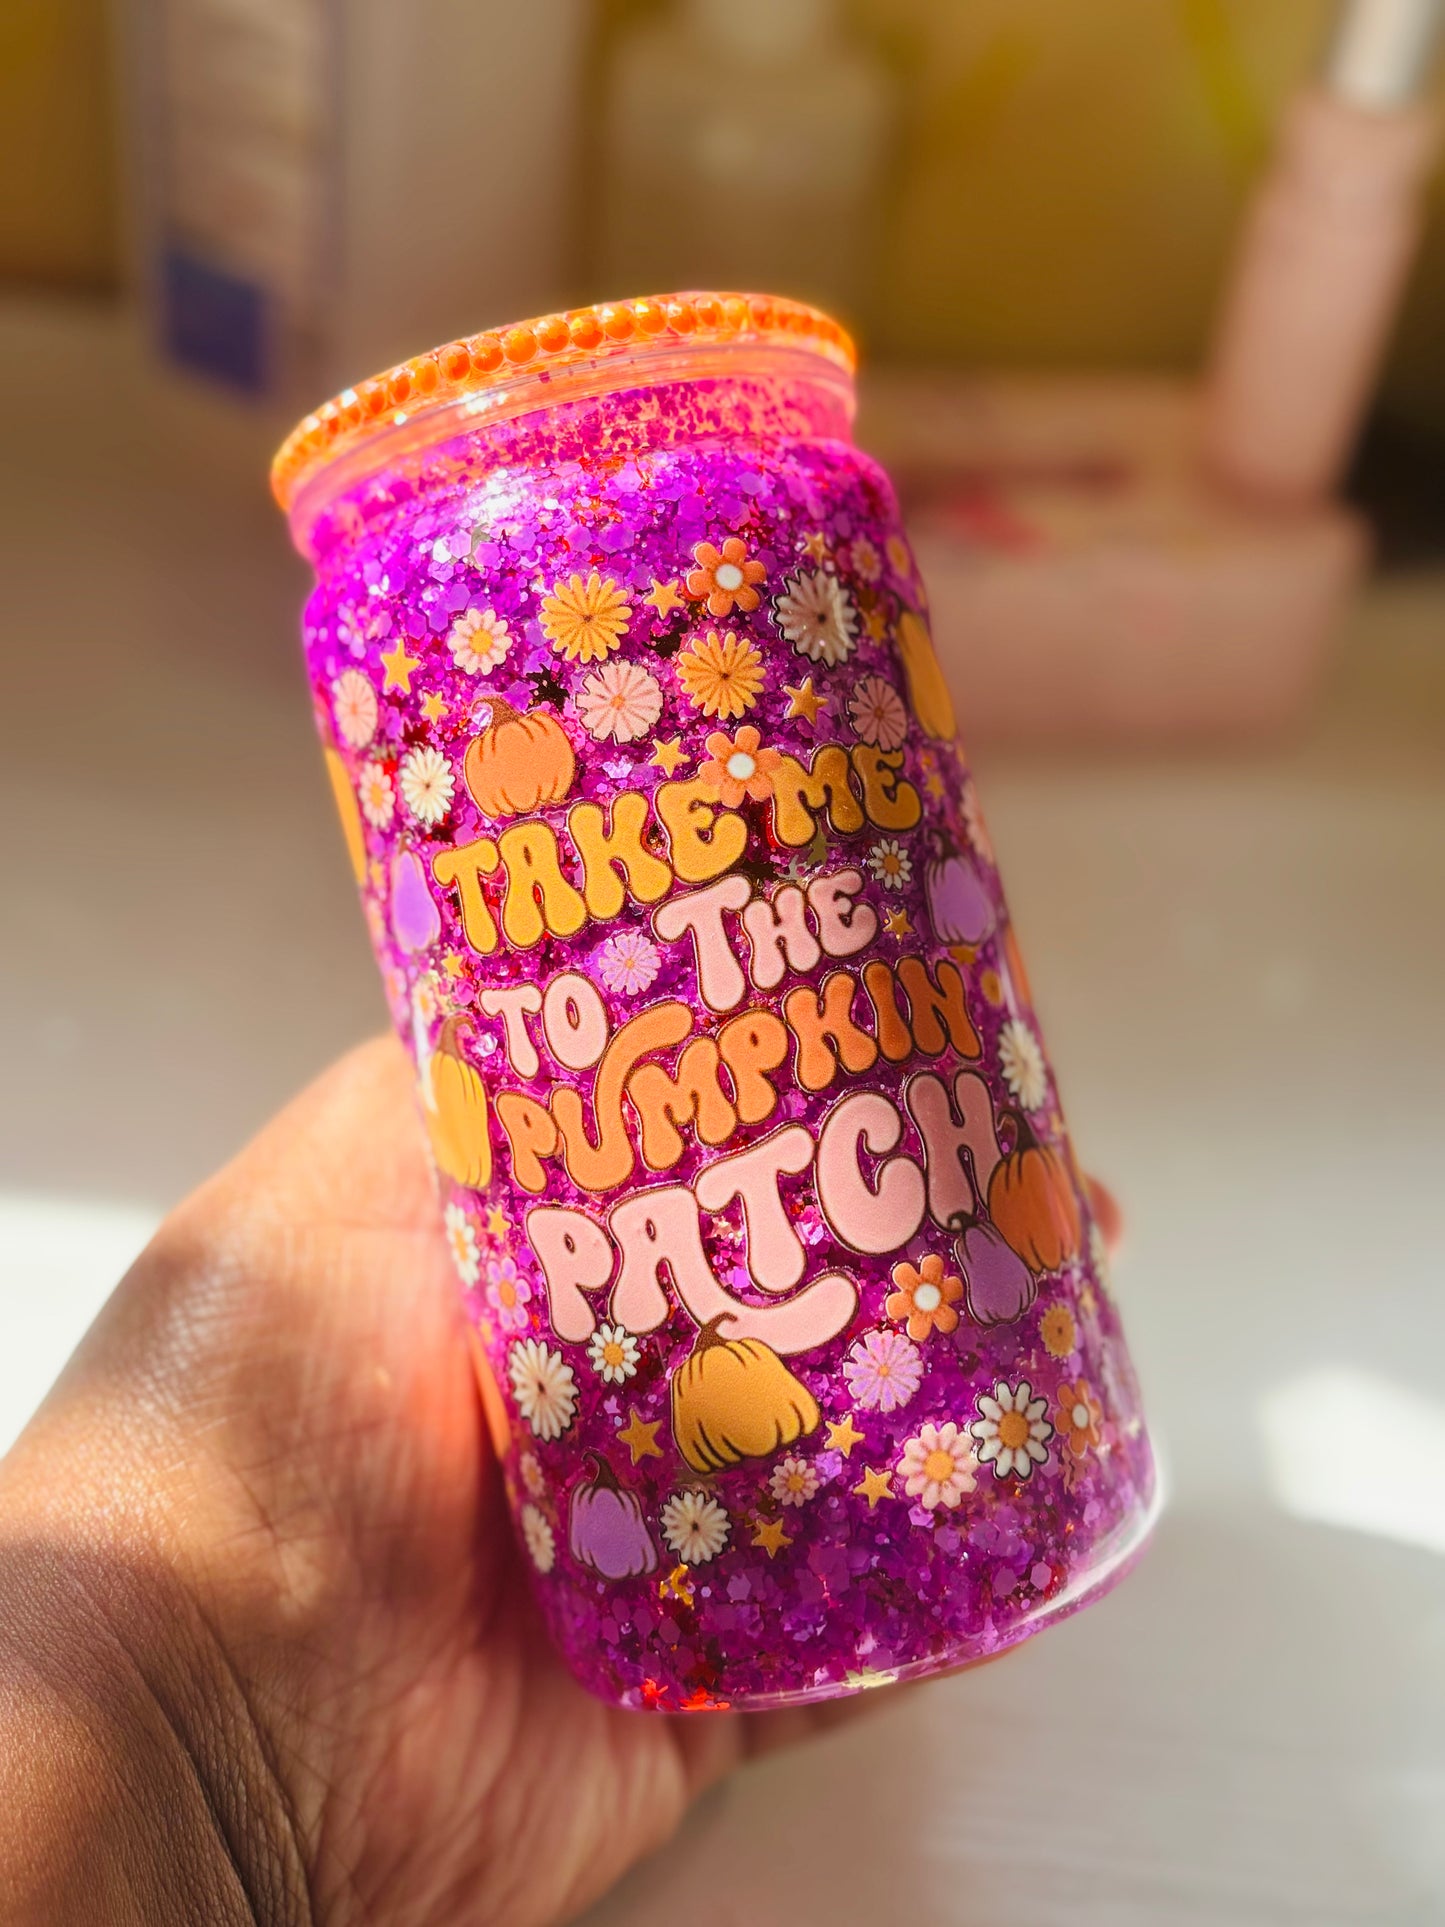 TAKE ME
TO THE
PUMPKIN
PATCH